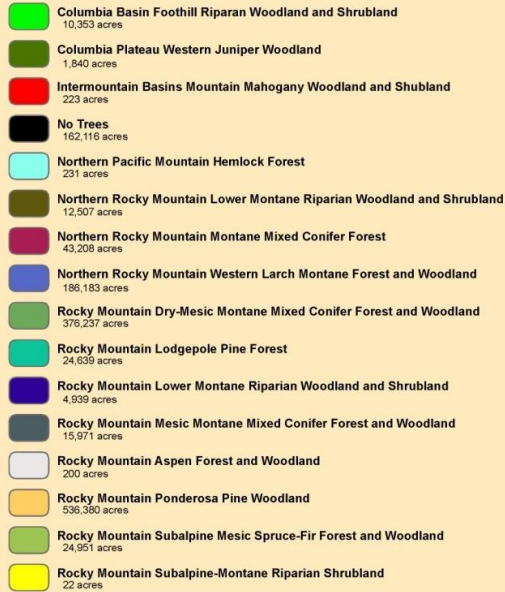 Columbia Basin Foothill Riparan Woodland and Shrubland
10,353 acres
Columbia Plateau Western Juniper Woodland
1,840 acres
Intermountain Basins Mountain Mahogany Woodland and Shubland
223 acres
No Trees
162,116 acres
Northern Pacific Mountain Hemlock Forest
231 acres
Northern Rocky Mountain Lower Montane Riparian Woodland and Shrubland
12,507 acres
Northern Rocky Mountain Montane Mixed Conifer Forest
43,208 acres
Northern Rocky Mountain Western Larch Montane Forest and Woodland
186,183 acres
Rocky Mountain Dry-Mesic Montane Mixed Conifer Forest and Woodland
376,237 acres
Rocky Mountain Lodgepole Pine Forest
24,639 acres
Rocky Mountain Lower Montane Riparian Woodland and Shrubland
4,939 acres
Rocky Mountain Mesic Montane Mixed Conifer Forest and Woodland
15,971 acres
Rocky Mountain Aspen Forest and Woodland
200 acres
Rocky Mountain Ponderosa Pine Woodland
536,380 acres
Rocky Mountain Subalpine Mesic Spruce-Fir Forest and Woodland
24,951 acres
Rocky Mountain Subalpine-Montane Riparian Shrubland
22 acres